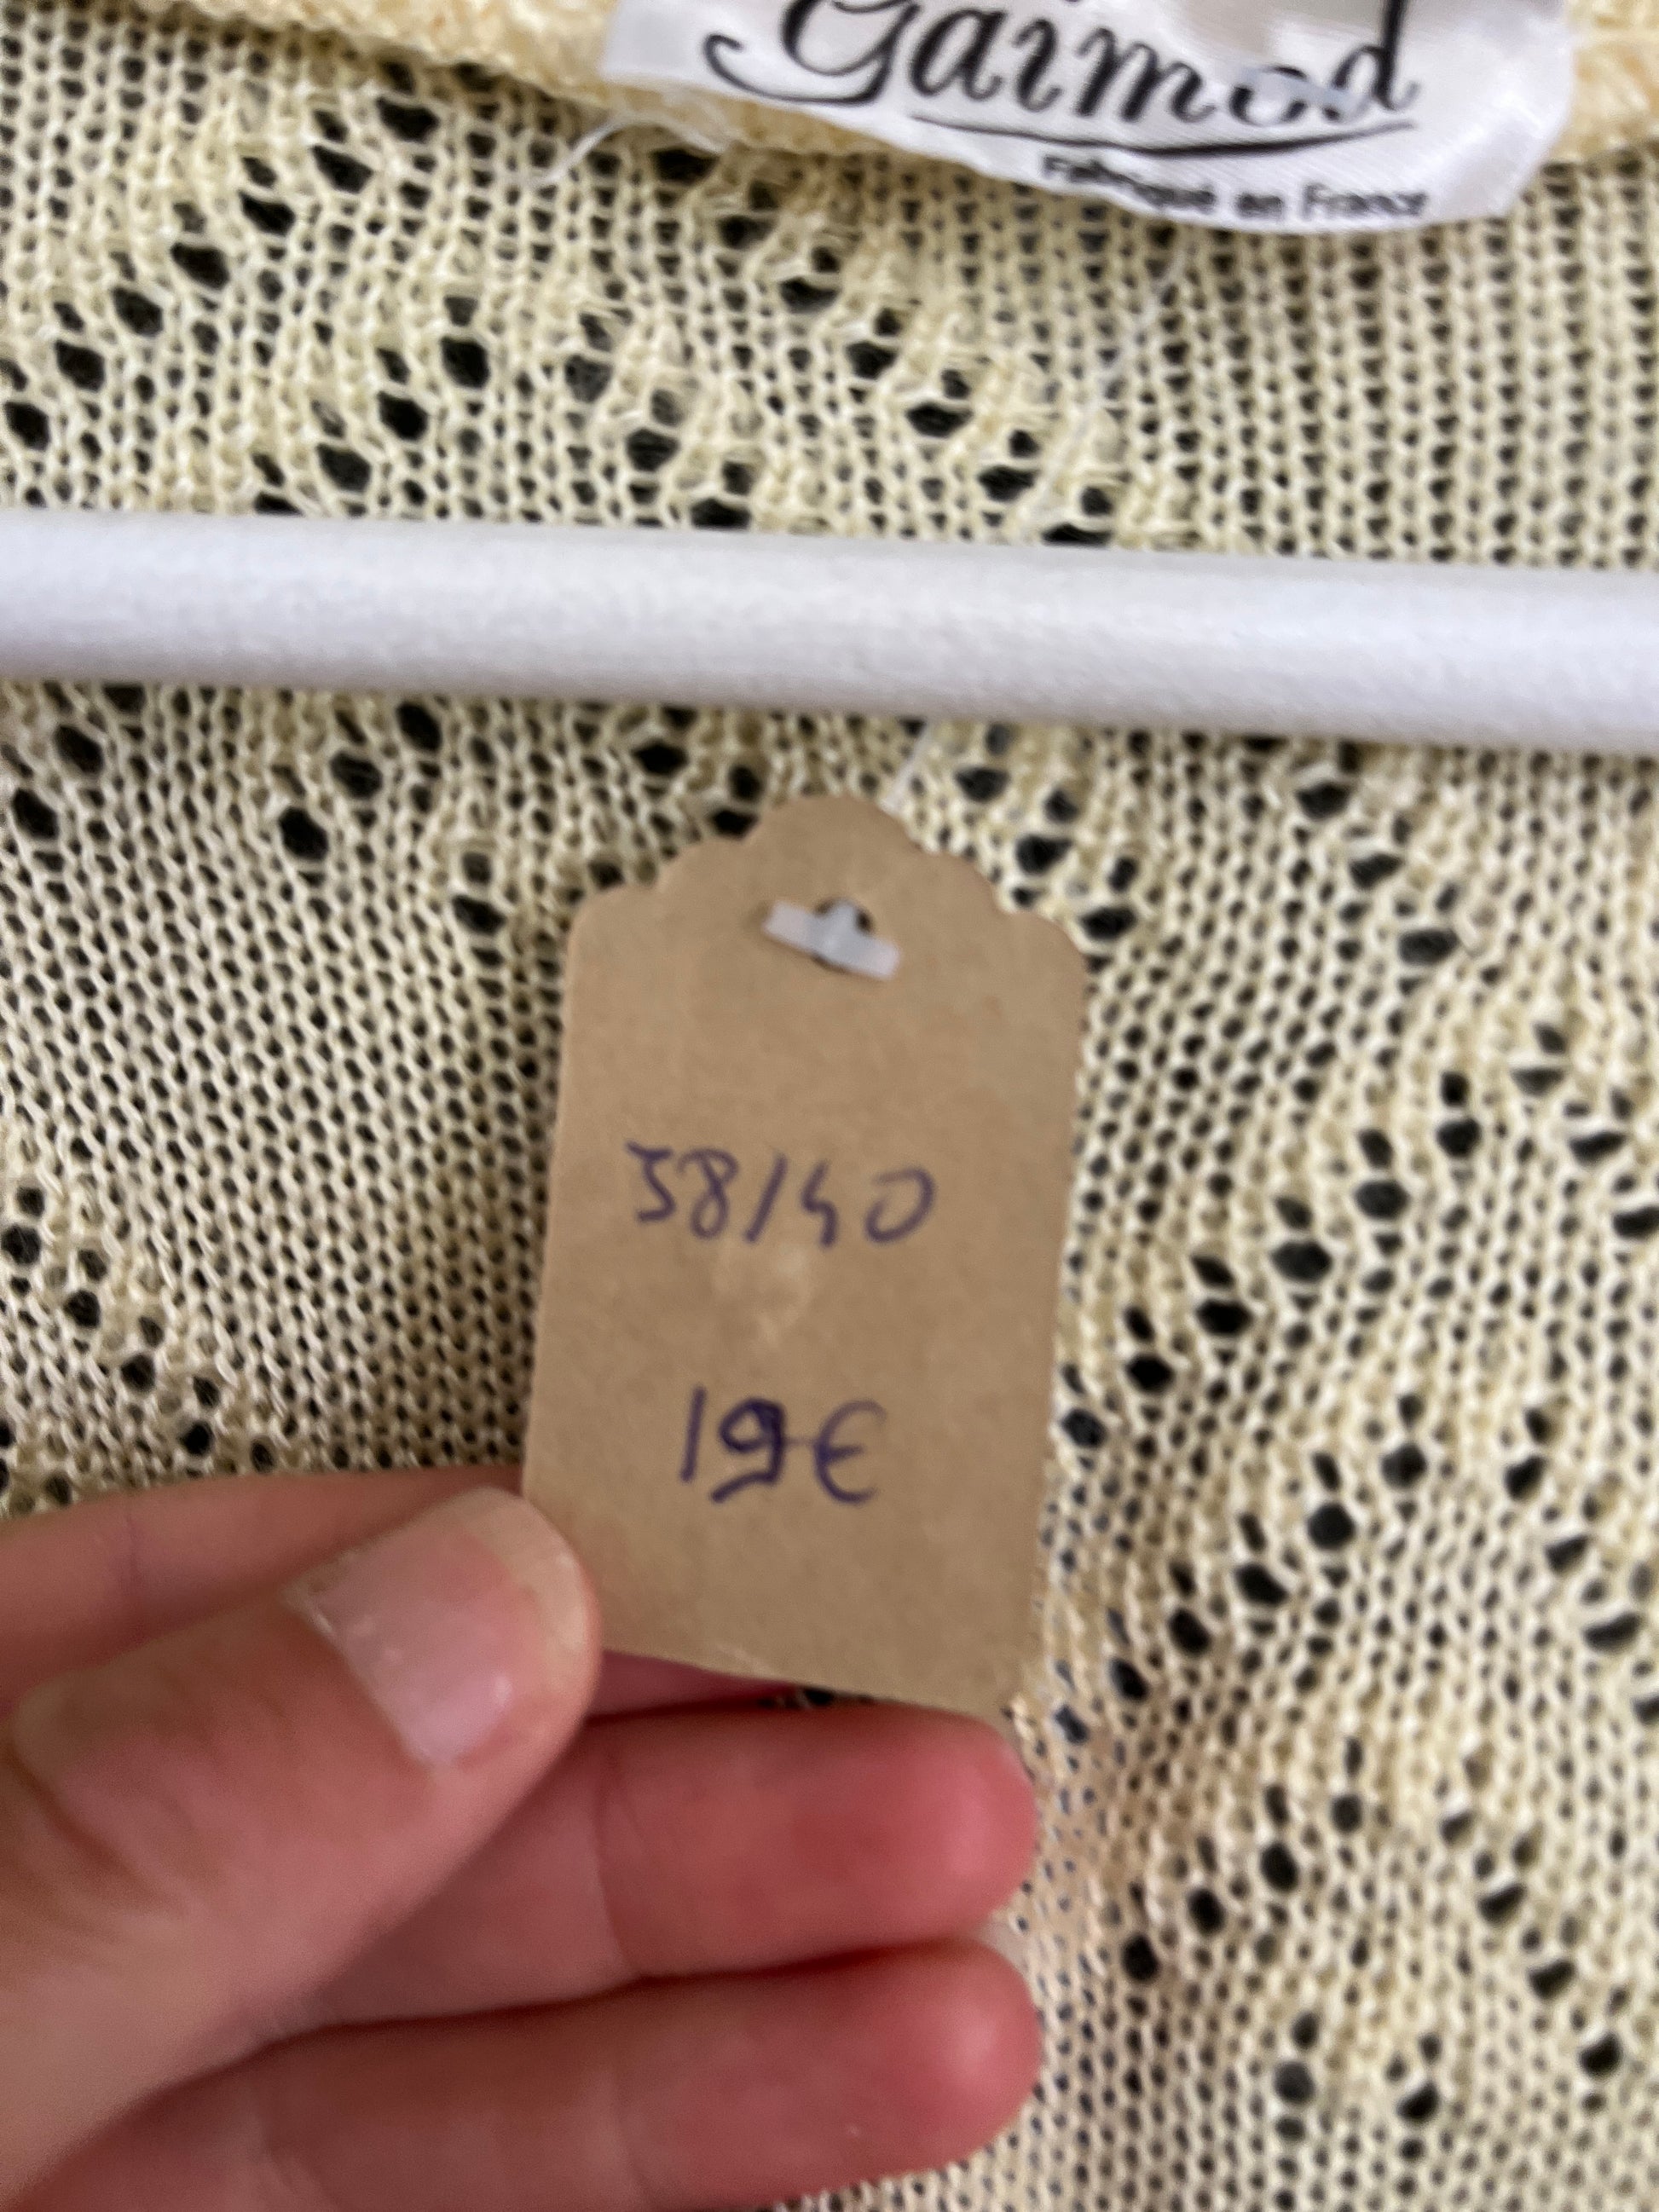 Gaimod
Fabriqué en France
38/40
19€